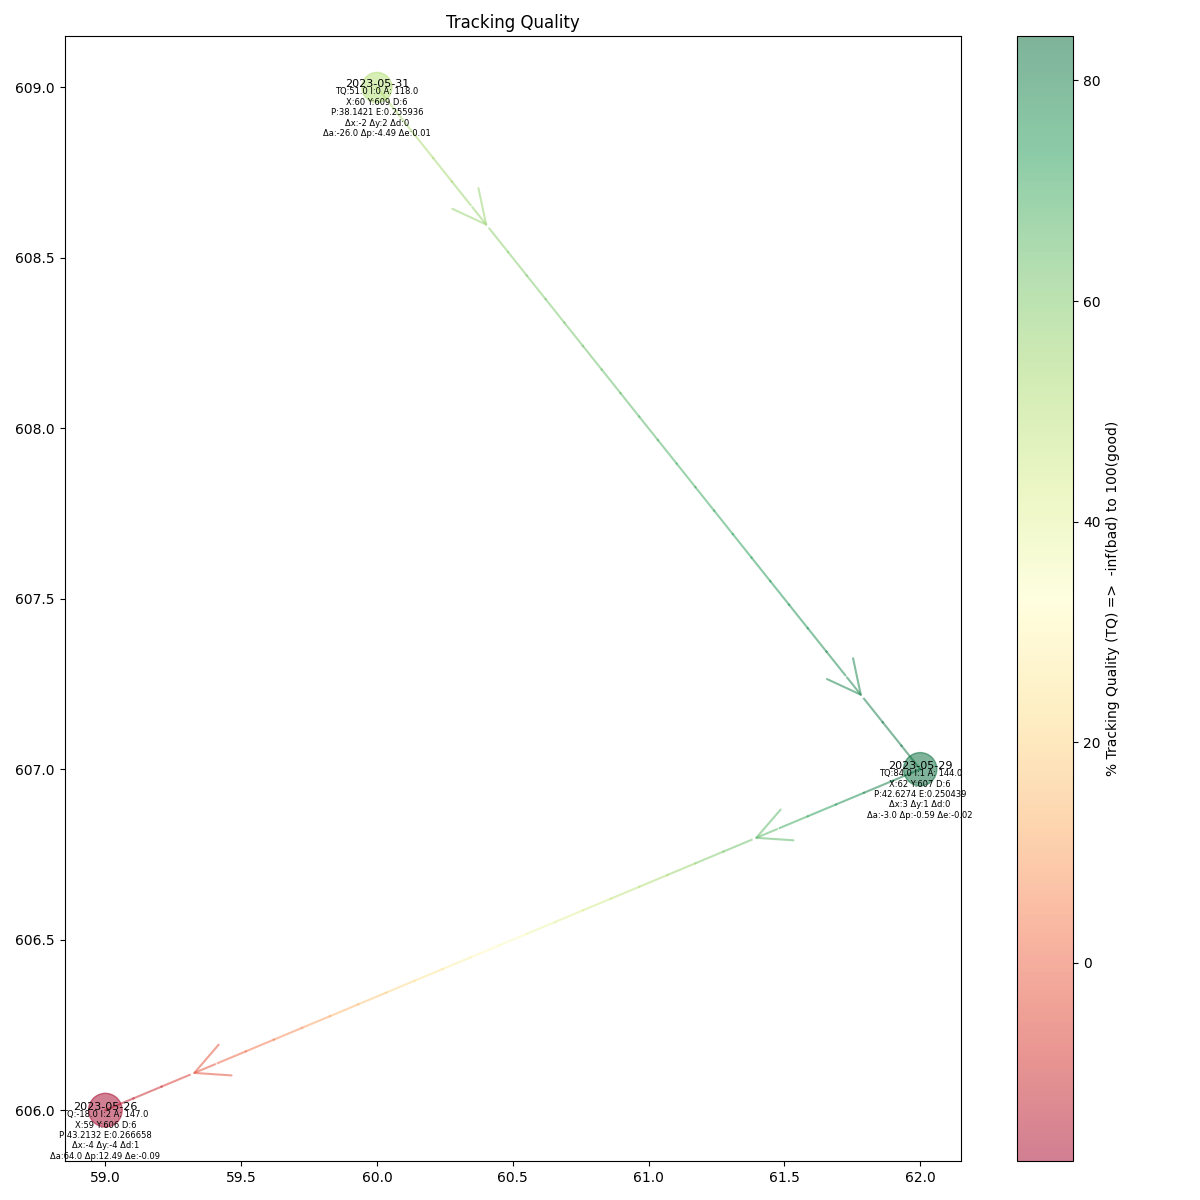 Tracking Quality
609.0
608.5
608.0
607.5
607.0
606.5
606.0
59.0 59.5 60.0 60.5 61.0 61.5 62.0
2023-05-31
TQ:51.0 I:0 A: 118.0
X:60 Y:609 D:6
P:38.1421 E:0.255936
Δx:-2 Δy:2 Δd:0
Δa:-26.0 Δp:-4.49 Δe:0.01
2023-05-29
TQ:84.0 I:1 A: 144.0
X:62 Y:607 D:6
P:42.6274 E:0.250439
Δx:3 Δy:1 Δd:0
Δa:-3.0 Δp:-0.59 Δe:-0.02
2023-05-26
TQ:-18.0 I:2 A: 147.0
X:59 Y:606 D:6
P:43.2132 E:0.266658
Δx:-4 Δy:-4 Δd:1
Δa:64.0 Δp:12.49 Δe:-0.09
80
60
40
20
0
% Tracking Quality (TQ) => -inf(bad) to 100(good)